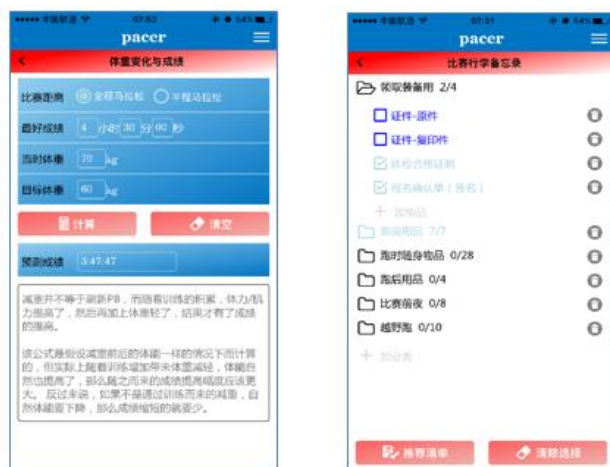 中国联通 07:52 54%
pacer
体重变化与成绩
比赛距离 全程马拉松 半程马拉松
最好成绩 4 小时 30 分 00 秒
当时体重 70 kg
目标体重 60 kg
计算 清空
预测成绩 3:47:47
减重并不等于刷新PB，而随着训练的积累，体力/肌
力提高了，然后再加上体重轻了，结果才有了成绩
的提高。
该公式是假设减重前后的体能一样的情况下而计算
的，但实际上随着训练增加带来体重减轻，体能自
然也提高了，那么随之而来的成绩提高幅度应该更
大。 反过来说，如果不是通过训练而来的减重，自
然体能要下降，那么成绩缩短的就要少。
中国联通 07:51 54%
pacer
比赛行学备忘录
领取装备用 2/4
证件-原件
证件-复印件
体检合格证明
报名确认单（签名）
加物品
跑前用品 7/7
跑时随身物品 0/28
跑后用品 0/4
比赛前夜 0/8
越野跑 0/10
加分类
推荐清单 清除选择